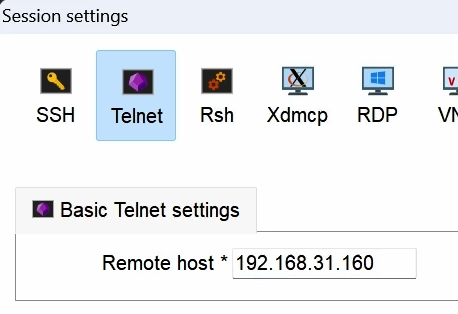 Session settings
SSH Telnet Rsh Xdmcp RDP
Basic Telnet settings
Remote host * 192.168.31.160